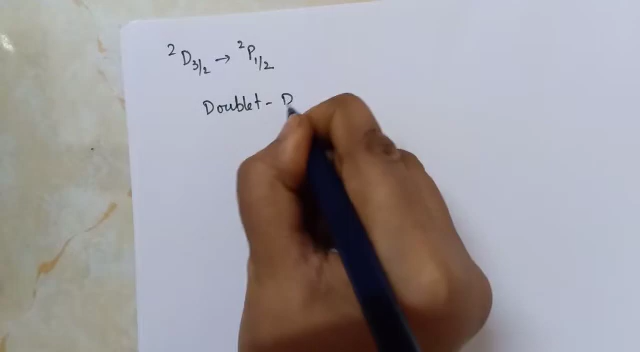 ²D₃/₂ → ²P₁/₂
Doublet - D